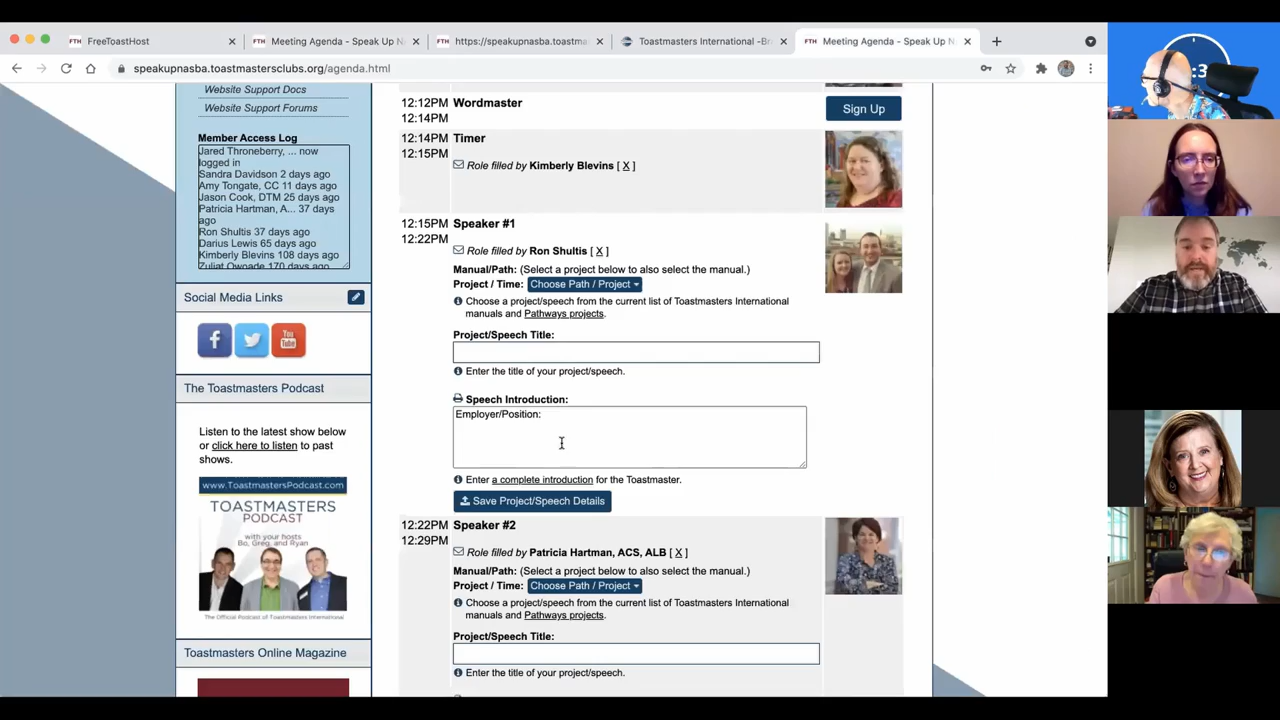 FreeToastHost
Meeting Agenda - Speak Up N
https://speakupnasba.toastma
Toastmasters International -Br
Meeting Agenda - Speak Up N
speakupnasba.toastmastersclubs.org/agenda.html
Website Support Docs
Website Support Forums
Member Access Log
Jared Throneberry, ... now
logged in
Sandra Davidson 2 days ago
Amy Tongate, CC 11 days ago
Jason Cook, DTM 25 days ago
Patricia Hartman, A... 37 days
ago
Ron Shultis 37 days ago
Darius Lewis 65 days ago
Kimberly Blevins 108 days ago
Zuliat Owoade 170 days ago
Social Media Links
You
Tube
The Toastmasters Podcast
Listen to the latest show below
or click here to listen to past
shows.
www.ToastmastersPodcast.com
TOASTMASTERS
PODCAST
with your hosts
Bo, Greg, and Ryan
The Official Podcast of Toastmasters International
Toastmasters Online Magazine
12:12PM Wordmaster
12:14PM
Sign Up
12:14PM Timer
12:15PM
Role filled by Kimberly Blevins [ X ]
12:15PM Speaker #1
12:22PM
Role filled by Ron Shultis [ X ]
Manual/Path: (Select a project below to also select the manual.)
Project / Time: Choose Path / Project
Choose a project/speech from the current list of Toastmasters International
manuals and Pathways projects.
Project/Speech Title:
Enter the title of your project/speech.
Speech Introduction:
Employer/Position:
Enter a complete introduction for the Toastmaster.
Save Project/Speech Details
12:22PM Speaker #2
12:29PM
Role filled by Patricia Hartman, ACS, ALB [ X ]
Manual/Path: (Select a project below to also select the manual.)
Project / Time: Choose Path / Project
Choose a project/speech from the current list of Toastmasters International
manuals and Pathways projects.
Project/Speech Title:
Enter the title of your project/speech.